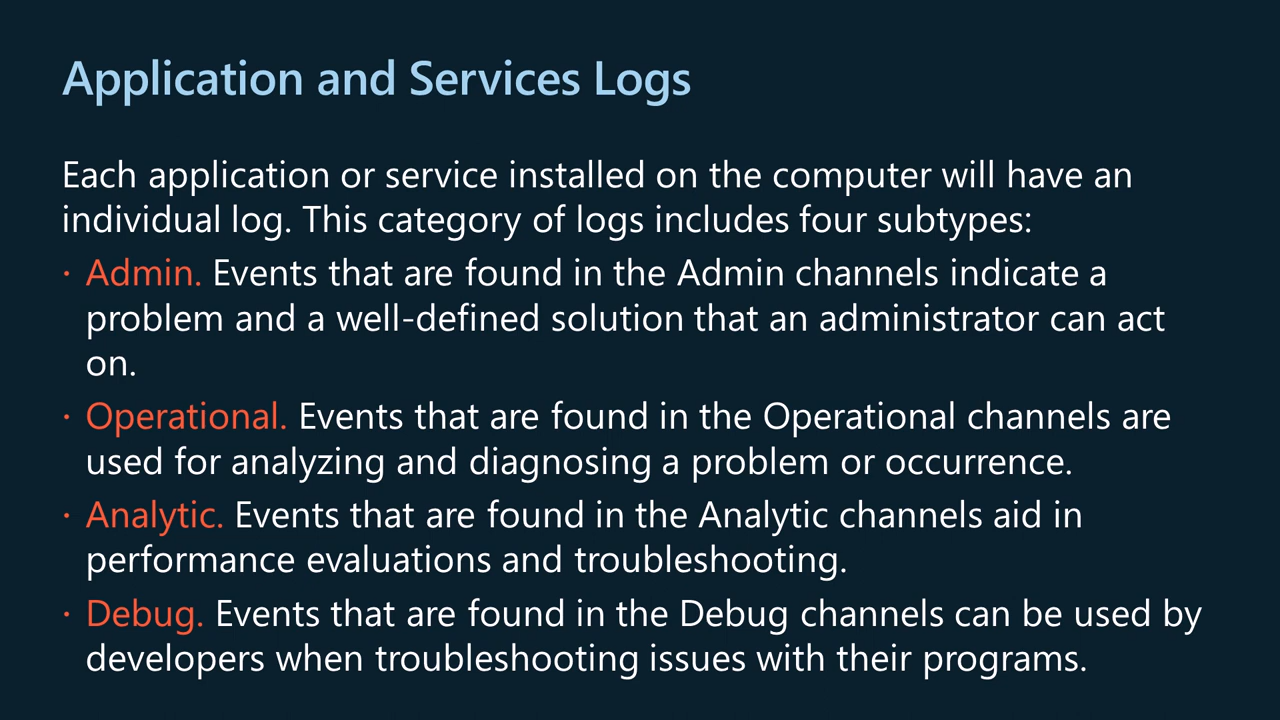 Application and Services Logs
Each application or service installed on the computer will have an
individual log. This category of logs includes four subtypes:
· Admin. Events that are found in the Admin channels indicate a
problem and a well-defined solution that an administrator can act
on.
· Operational. Events that are found in the Operational channels are
used for analyzing and diagnosing a problem or occurrence.
· Analytic. Events that are found in the Analytic channels aid in
performance evaluations and troubleshooting.
· Debug. Events that are found in the Debug channels can be used by
developers when troubleshooting issues with their programs.